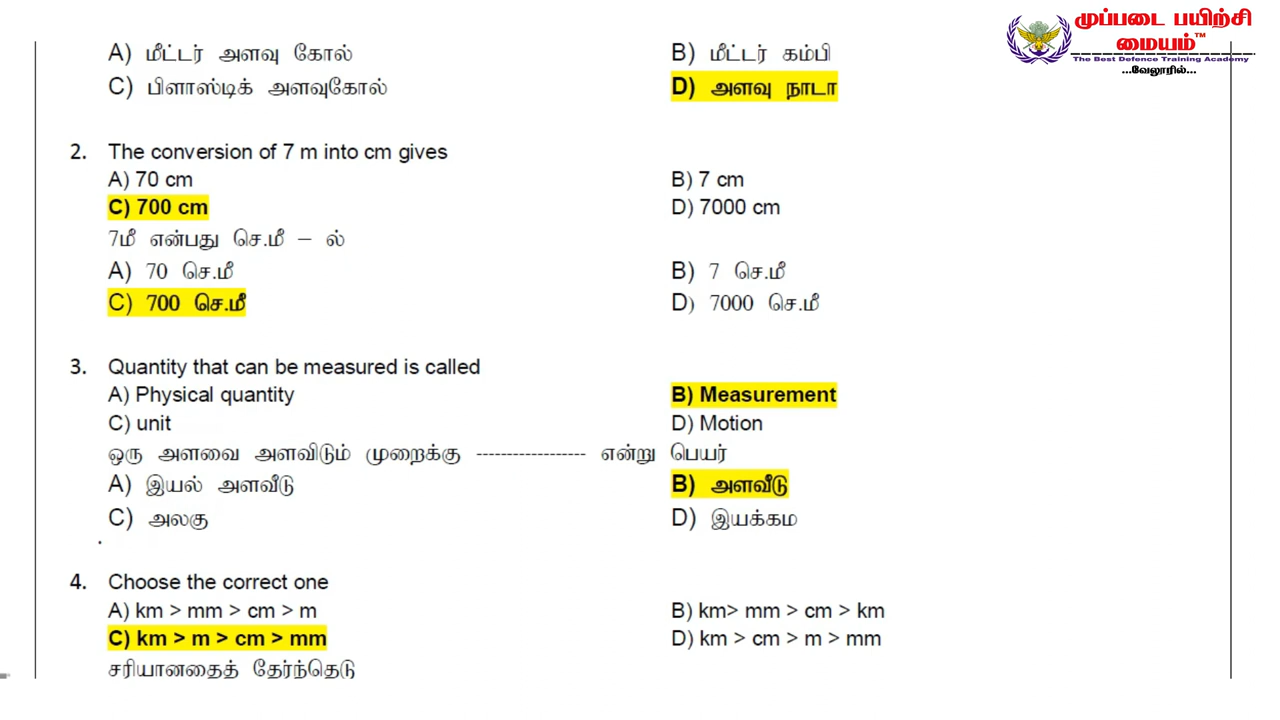 முப்படை பயிற்சி
மையம்™
The Best Defence Training Academy
...வேலூரில்...
A) மீட்டர் அளவு கோல் B) மீட்டர் கம்பி
C) பிளாஸ்டிக் அளவுகோல் D) அளவு நாடா
2. The conversion of 7 m into cm gives
A) 70 cm B) 7 cm
C) 700 cm D) 7000 cm
7மீ என்பது செ.மீ – ல்
A) 70 செ.மீ B) 7 செ.மீ
C) 700 செ.மீ D) 7000 செ.மீ
3. Quantity that can be measured is called
A) Physical quantity B) Measurement
C) unit D) Motion
ஒரு அளவை அளவிடும் முறைக்கு ------------------ என்று பெயர்
A) இயல் அளவீடு B) அளவீடு
C) அலகு D) இயக்கம
4. Choose the correct one
A) km > mm > cm > m B) km> mm > cm > km
C) km > m > cm > mm D) km > cm > m > mm
சரியானதைத் தேர்ந்தெடு